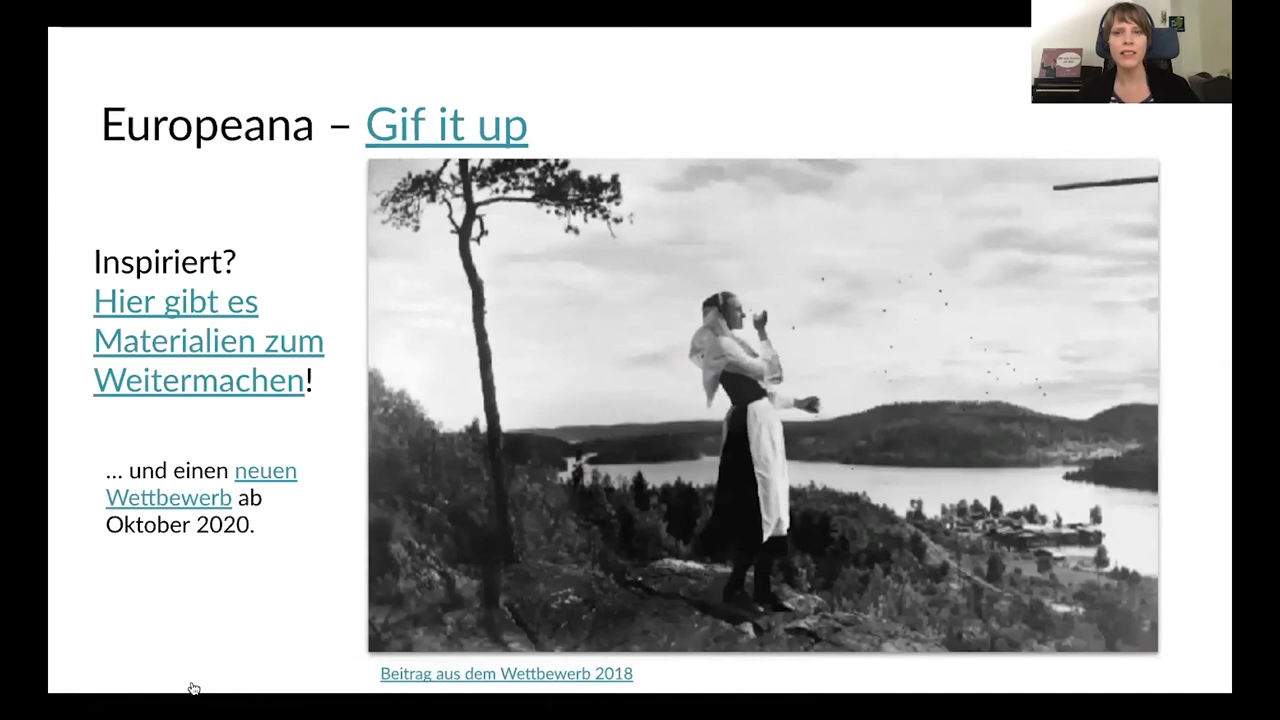 Europeana – Gif it up
Inspiriert?
Hier gibt es
Materialien zum
Weitermachen!
... und einen neuen
Wettbewerb ab
Oktober 2020.
Beitrag aus dem Wettbewerb 2018